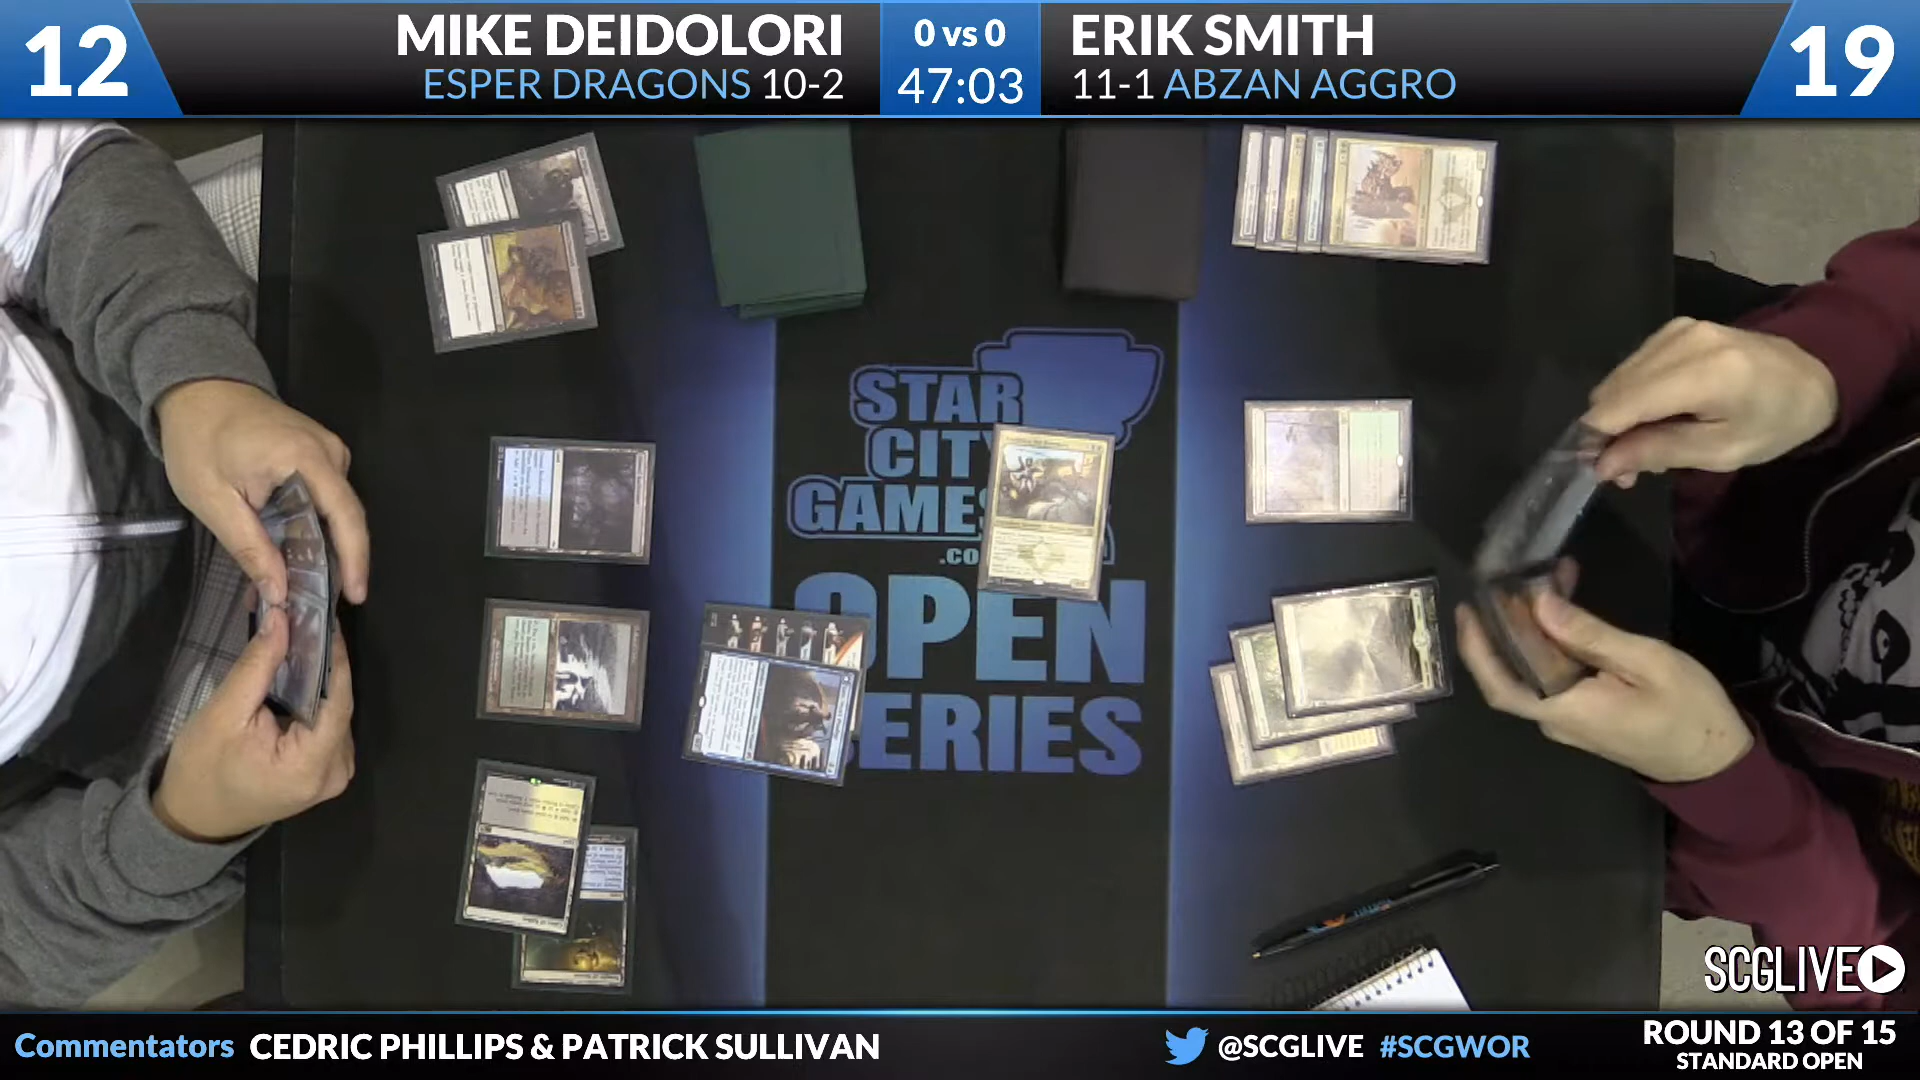 12
MIKE DEIDOLORI
ESPER DRAGONS 10-2
0 vs 0
47:03
ERIK SMITH
11-1 ABZAN AGGRO
19
STAR
CITY
GAMES
.co
OPEN
SERIES
SCGLIVE
Commentators CEDRIC PHILLIPS & PATRICK SULLIVAN
@SCGLIVE #SCGWOR
ROUND 13 OF 15
STANDARD OPEN